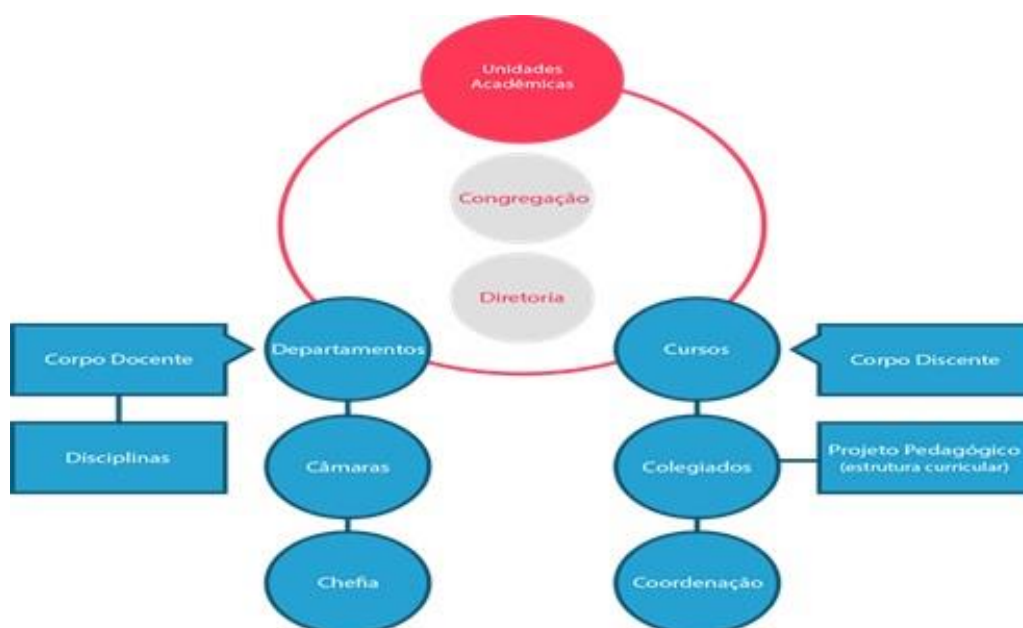 Unidades
Acadêmicas
Congregação
Diretoria
Corpo Docente
Departamentos
Cursos
Corpo Discente
Disciplinas
Câmaras
Colegiados
Projeto Pedagógico
(estrutura curricular)
Chefia
Coordenação